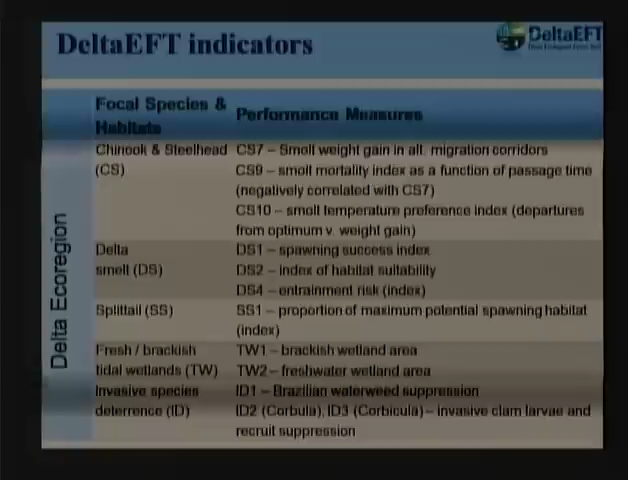 DeltaEFT indicators
DeltaEFT
Focal Species & Habitats
Performance Measures
Delta Ecoregion
Chinook & Steelhead (CS)
CS7 – Smolt weight gain in alt. migration corridors
CS9 – smolt mortality index as a function of passage time
(negatively correlated with CS7)
CS10 – smolt temperature preference index (departures
from optimum v. weight gain)
Delta
smelt (DS)
DS1 – spawning success index
DS2 – index of habitat suitability
DS4 – entrainment risk (index)
Splittail (SS)
SS1 – proportion of maximum potential spawning habitat
(index)
Fresh / brackish
tidal wetlands (TW)
TW1 – brackish wetland area
TW2 – freshwater wetland area
Invasive species
deterrence (ID)
ID1 – Brazilian waterweed suppression
ID2 (Corbula), ID3 (Corbicula) – invasive clam larvae and
recruit suppression